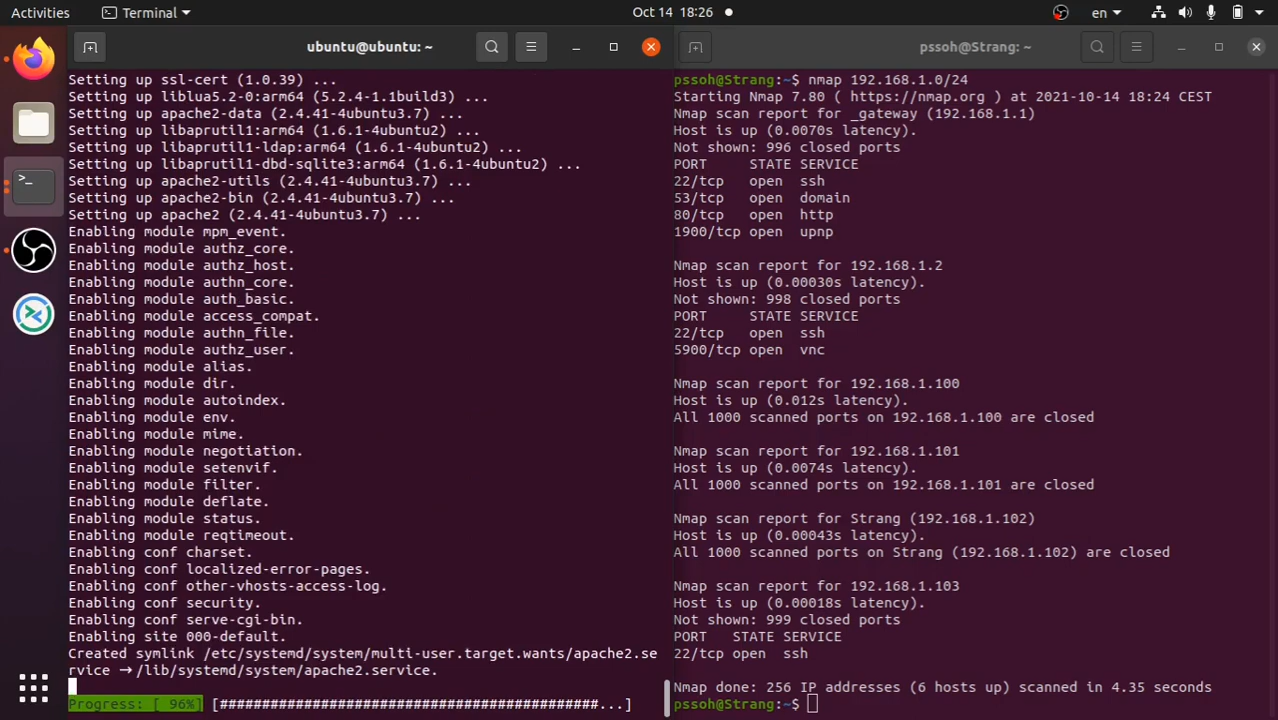 Activities
Terminal
Oct 14 18:26
en
ubuntu@ubuntu: ~
Setting up ssl-cert (1.0.39) ...
Setting up liblua5.2-0:arm64 (5.2.4-1.1build3) ...
Setting up apache2-data (2.4.41-4ubuntu3.7) ...
Setting up libaprutil1:arm64 (1.6.1-4ubuntu2) ...
Setting up libaprutil1-ldap:arm64 (1.6.1-4ubuntu2) ...
Setting up libaprutil1-dbd-sqlite3:arm64 (1.6.1-4ubuntu2) ...
Setting up apache2-utils (2.4.41-4ubuntu3.7) ...
Setting up apache2-bin (2.4.41-4ubuntu3.7) ...
Setting up apache2 (2.4.41-4ubuntu3.7) ...
Enabling module mpm_event.
Enabling module authz_core.
Enabling module authz_host.
Enabling module authn_core.
Enabling module auth_basic.
Enabling module access_compat.
Enabling module authn_file.
Enabling module authz_user.
Enabling module alias.
Enabling module dir.
Enabling module autoindex.
Enabling module env.
Enabling module mime.
Enabling module negotiation.
Enabling module setenvif.
Enabling module filter.
Enabling module deflate.
Enabling module status.
Enabling module reqtimeout.
Enabling conf charset.
Enabling conf localized-error-pages.
Enabling conf other-vhosts-access-log.
Enabling conf security.
Enabling conf serve-cgi-bin.
Enabling site 000-default.
Created symlink /etc/systemd/system/multi-user.target.wants/apache2.se
rvice → /lib/systemd/system/apache2.service.
Progress: [ 96%] [#############################################...]
pssoh@Strang: ~
pssoh@Strang:~$ nmap 192.168.1.0/24
Starting Nmap 7.80 ( https://nmap.org ) at 2021-10-14 18:24 CEST
Nmap scan report for _gateway (192.168.1.1)
Host is up (0.0070s latency).
Not shown: 996 closed ports
PORT     STATE SERVICE
22/tcp   open  ssh
53/tcp   open  domain
80/tcp   open  http
1900/tcp open  upnp
Nmap scan report for 192.168.1.2
Host is up (0.00030s latency).
Not shown: 998 closed ports
PORT     STATE SERVICE
22/tcp   open  ssh
5900/tcp open  vnc
Nmap scan report for 192.168.1.100
Host is up (0.012s latency).
All 1000 scanned ports on 192.168.1.100 are closed
Nmap scan report for 192.168.1.101
Host is up (0.0074s latency).
All 1000 scanned ports on 192.168.1.101 are closed
Nmap scan report for Strang (192.168.1.102)
Host is up (0.00043s latency).
All 1000 scanned ports on Strang (192.168.1.102) are closed
Nmap scan report for 192.168.1.103
Host is up (0.00018s latency).
Not shown: 999 closed ports
PORT   STATE SERVICE
22/tcp open  ssh
Nmap done: 256 IP addresses (6 hosts up) scanned in 4.35 seconds
pssoh@Strang:~$